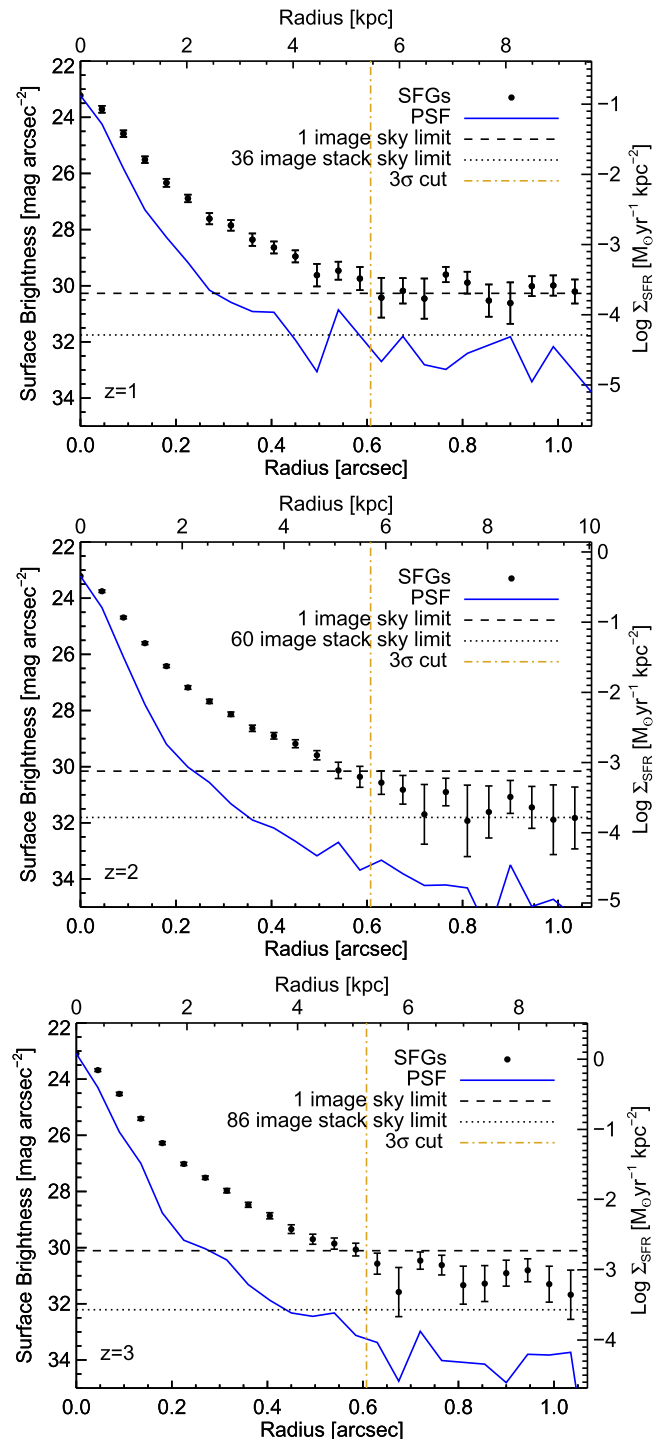 Radius [kpc]
0 2 4 6 8
22
24
26
28
30
32
34
Surface Brightness [mag arcsec−2]
SFGs
PSF
1 image sky limit
36 image stack sky limit
3σ cut
−1
−2
−3
−4
−5
Log ΣSFR [M⊙yr−1 kpc−2]
z=1
0.0 0.2 0.4 0.6 0.8 1.0
Radius [arcsec]
Radius [kpc]
0 2 4 6 8 10
22
24
26
28
30
32
34
Surface Brightness [mag arcsec−2]
SFGs
PSF
1 image sky limit
60 image stack sky limit
3σ cut
0
−1
−2
−3
−4
−5
Log ΣSFR [M⊙yr−1 kpc−2]
z=2
0.0 0.2 0.4 0.6 0.8 1.0
Radius [arcsec]
Radius [kpc]
0 2 4 6 8
22
24
26
28
30
32
34
Surface Brightness [mag arcsec−2]
SFGs
PSF
1 image sky limit
86 image stack sky limit
3σ cut
0
−1
−2
−3
−4
Log ΣSFR [M⊙yr−1 kpc−2]
z=3
0.0 0.2 0.4 0.6 0.8 1.0
Radius [arcsec]